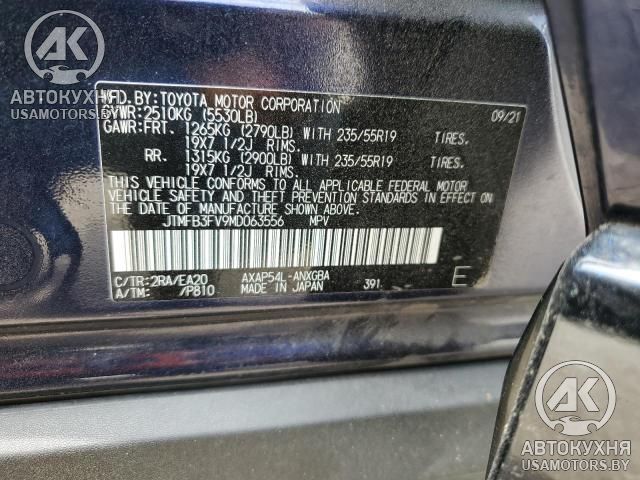 АК
АВТОКУХНЯ
USAMOTORS.BY
MFD. BY: TOYOTA MOTOR CORPORATION 09/21
GVWR: 2510KG (5530LB)
GAWR: FRT. 1265KG (2790LB) WITH 235/55R19 TIRES.
19X7 1/2J RIMS.
RR. 1315KG (2900LB) WITH 235/55R19 TIRES.
19X7 1/2J RIMS.
THIS VEHICLE CONFORMS TO ALL APPLICABLE FEDERAL MOTOR
VEHICLE SAFETY AND THEFT PREVENTION STANDARDS IN EFFECT ON
THE DATE OF MANUFACTURE SHOWN ABOVE.
JTMFB3FV9MD063556 MPV
C/TR: 2RA/EA20 AXAP54L-ANXGBA 391 E
A/TM: /P810 MADE IN JAPAN
АК
АВТОКУХНЯ
USAMOTORS.BY